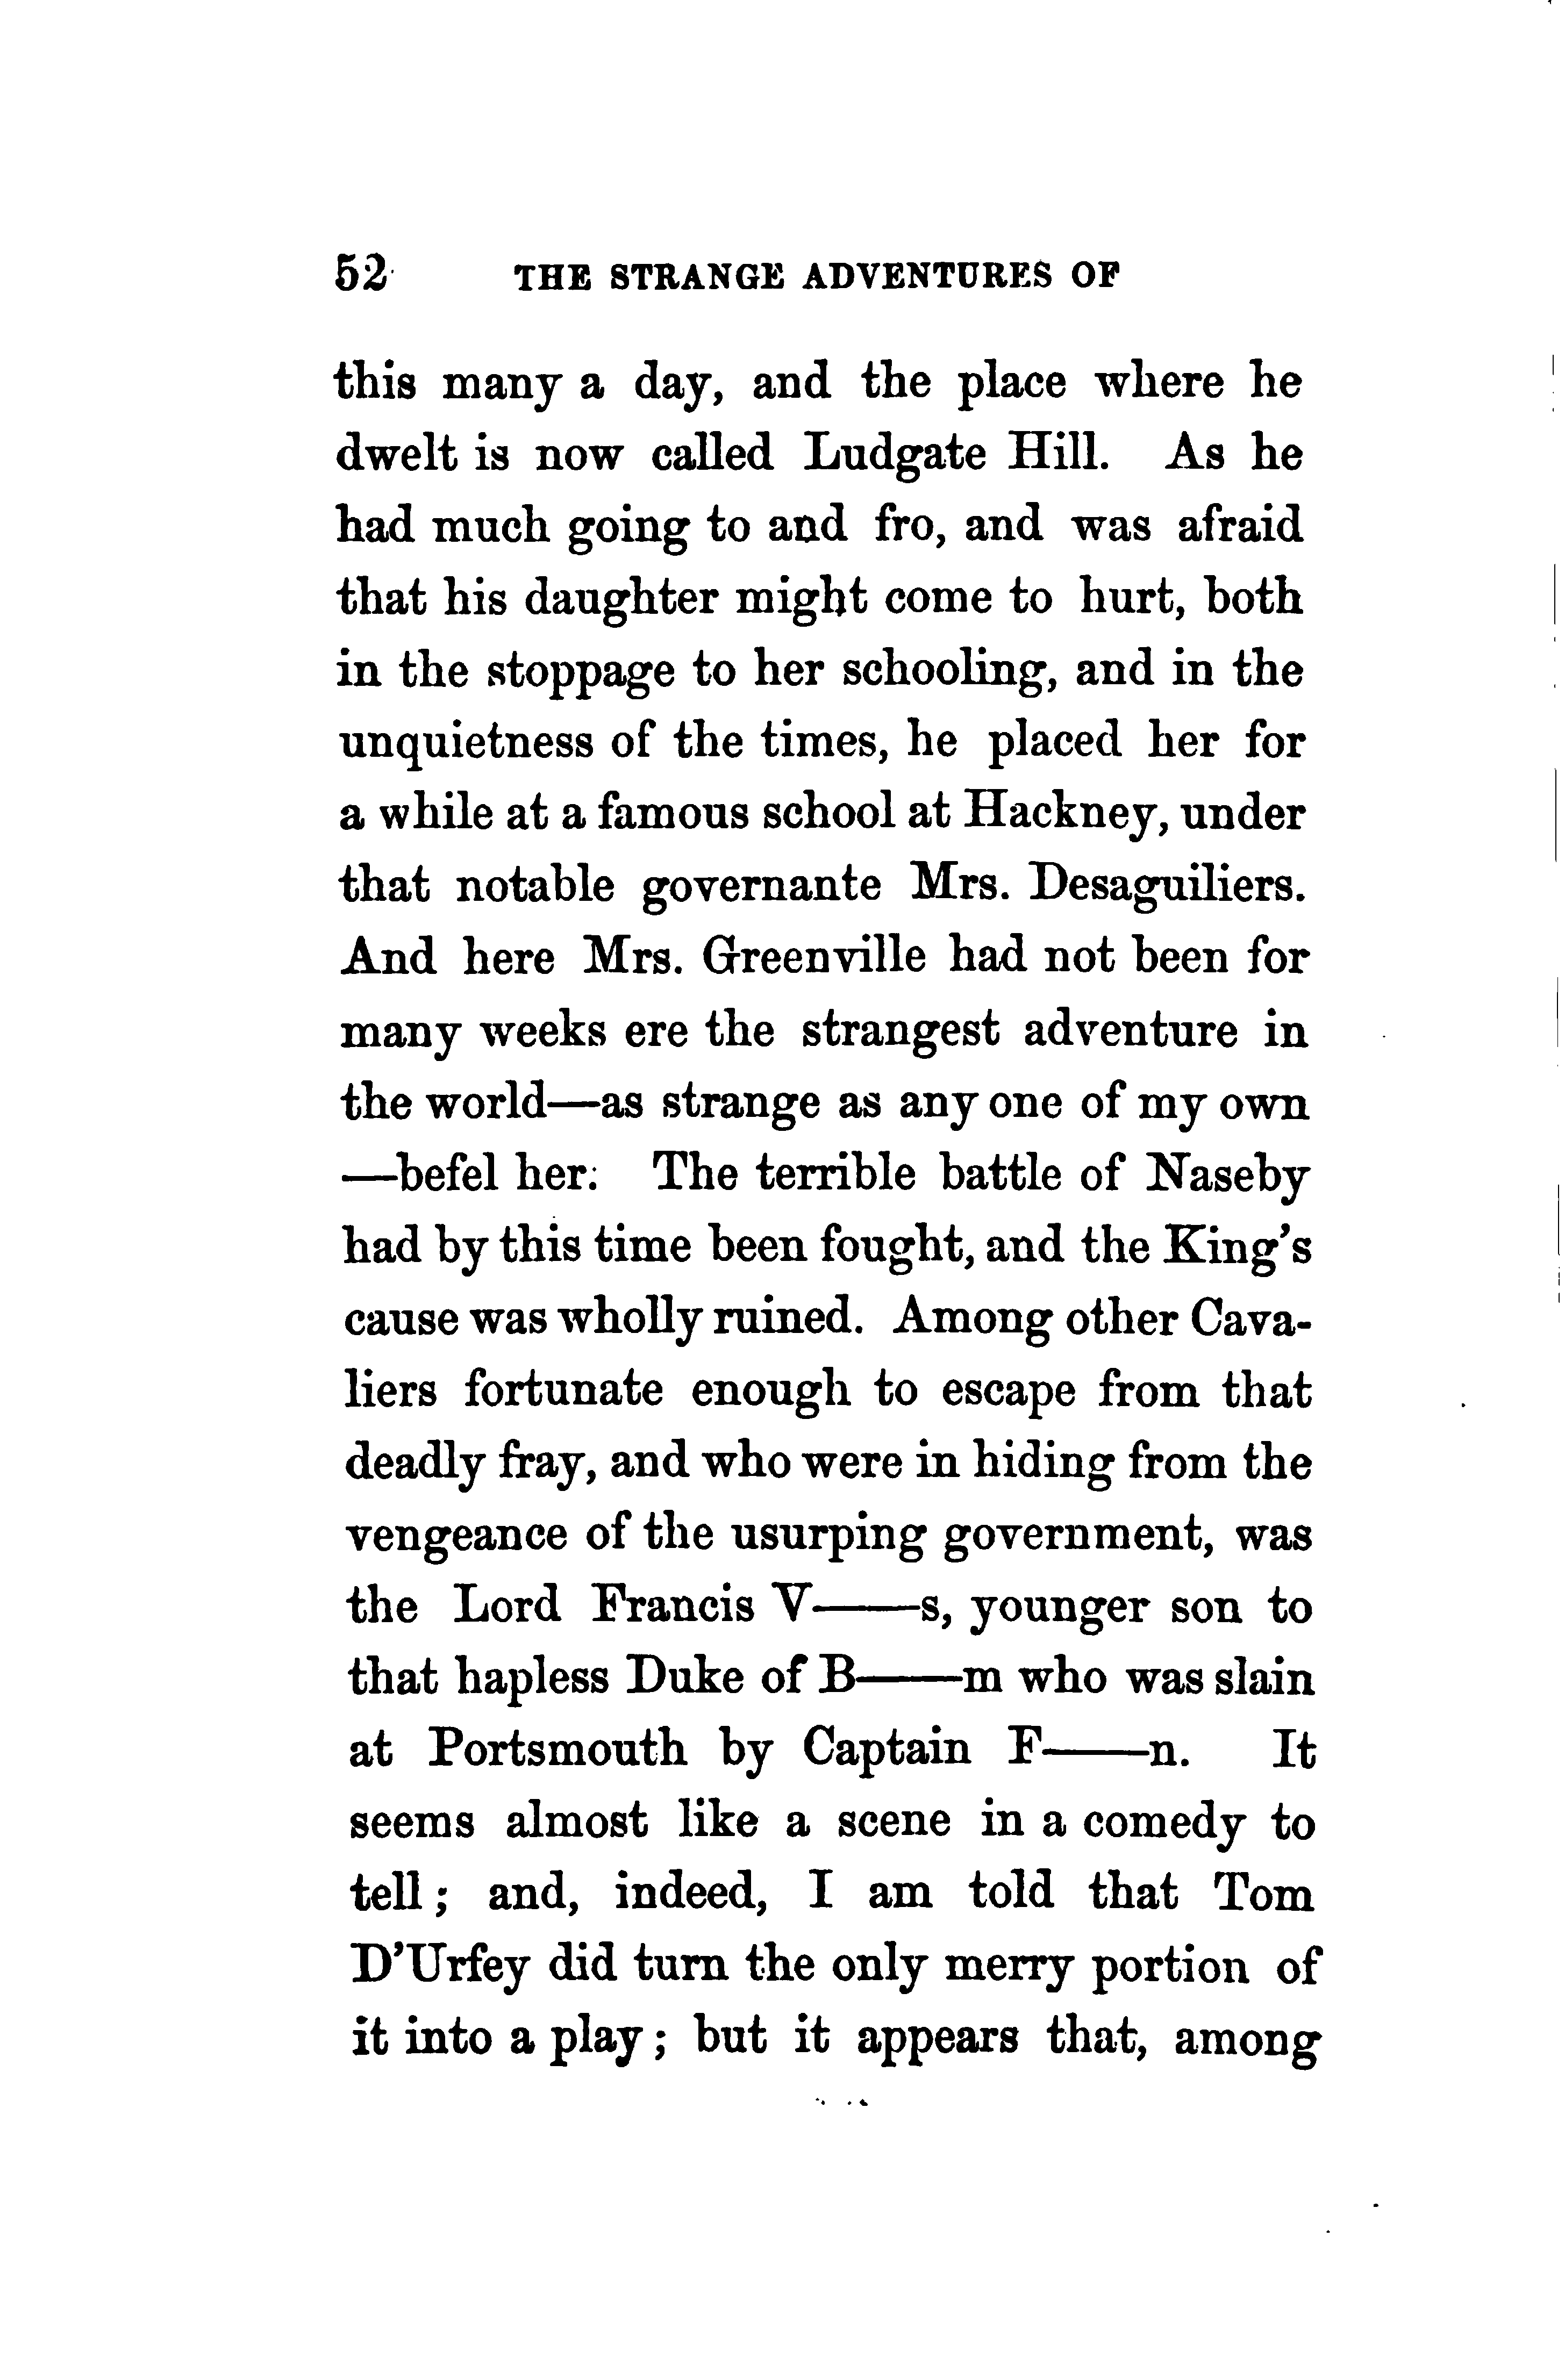 52 THE STRANGE ADVENTURES OF
this many a day, and the place where he
dwelt is now called Ludgate Hill. As he
had much going to and fro, and was afraid
that his daughter might come to hurt, both
in the stoppage to her schooling, and in the
unquietness of the times, he placed her for
a while at a famous school at Hackney, under
that notable governante Mrs. Desaguiliers.
And here Mrs. Greenville had not been for
many weeks ere the strangest adventure in
the world—as strange as any one of my own
—befel her: The terrible battle of Naseby
had by this time been fought, and the King's
cause was wholly ruined. Among other Cava-
liers fortunate enough to escape from that
deadly fray, and who were in hiding from the
vengeance of the usurping government, was
the Lord Francis V——s, younger son to
that hapless Duke of B——m who was slain
at Portsmouth by Captain F——n. It
seems almost like a scene in a comedy to
tell; and, indeed, I am told that Tom
D'Urfey did turn the only merry portion of
it into a play; but it appears that, among